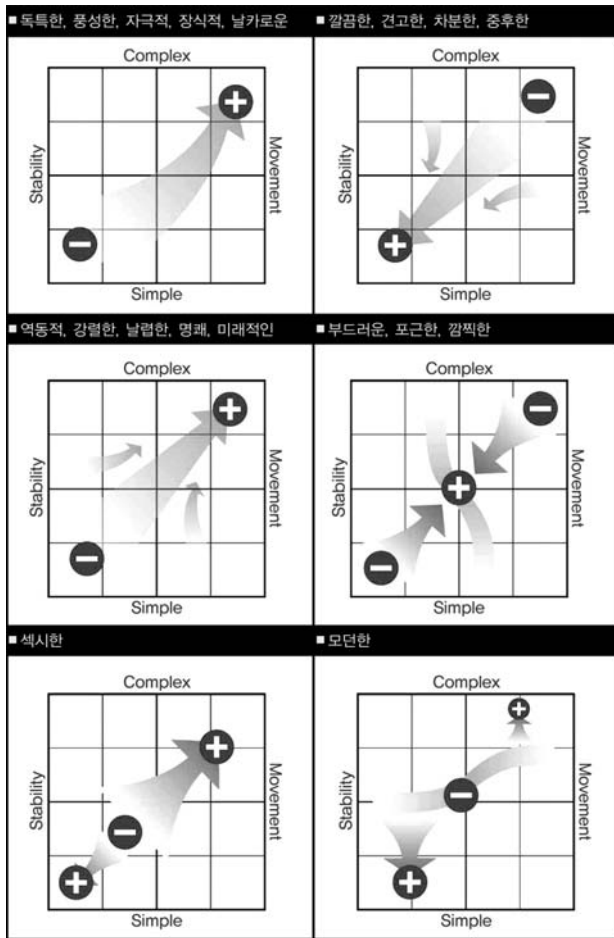 ■ 독특한, 풍성한, 자극적, 장식적, 날카로운
Complex
Stability
Movement
Simple
■ 깔끔한, 견고한, 차분한, 중후한
Complex
Stability
Movement
Simple
■ 역동적, 강렬한, 날렵한, 명쾌, 미래적인
Complex
Stability
Movement
Simple
■ 부드러운, 포근한, 깜찍한
Complex
Stability
Movement
Simple
■ 섹시한
Complex
Stability
Movement
Simple
■ 모던한
Complex
Stability
Movement
Simple